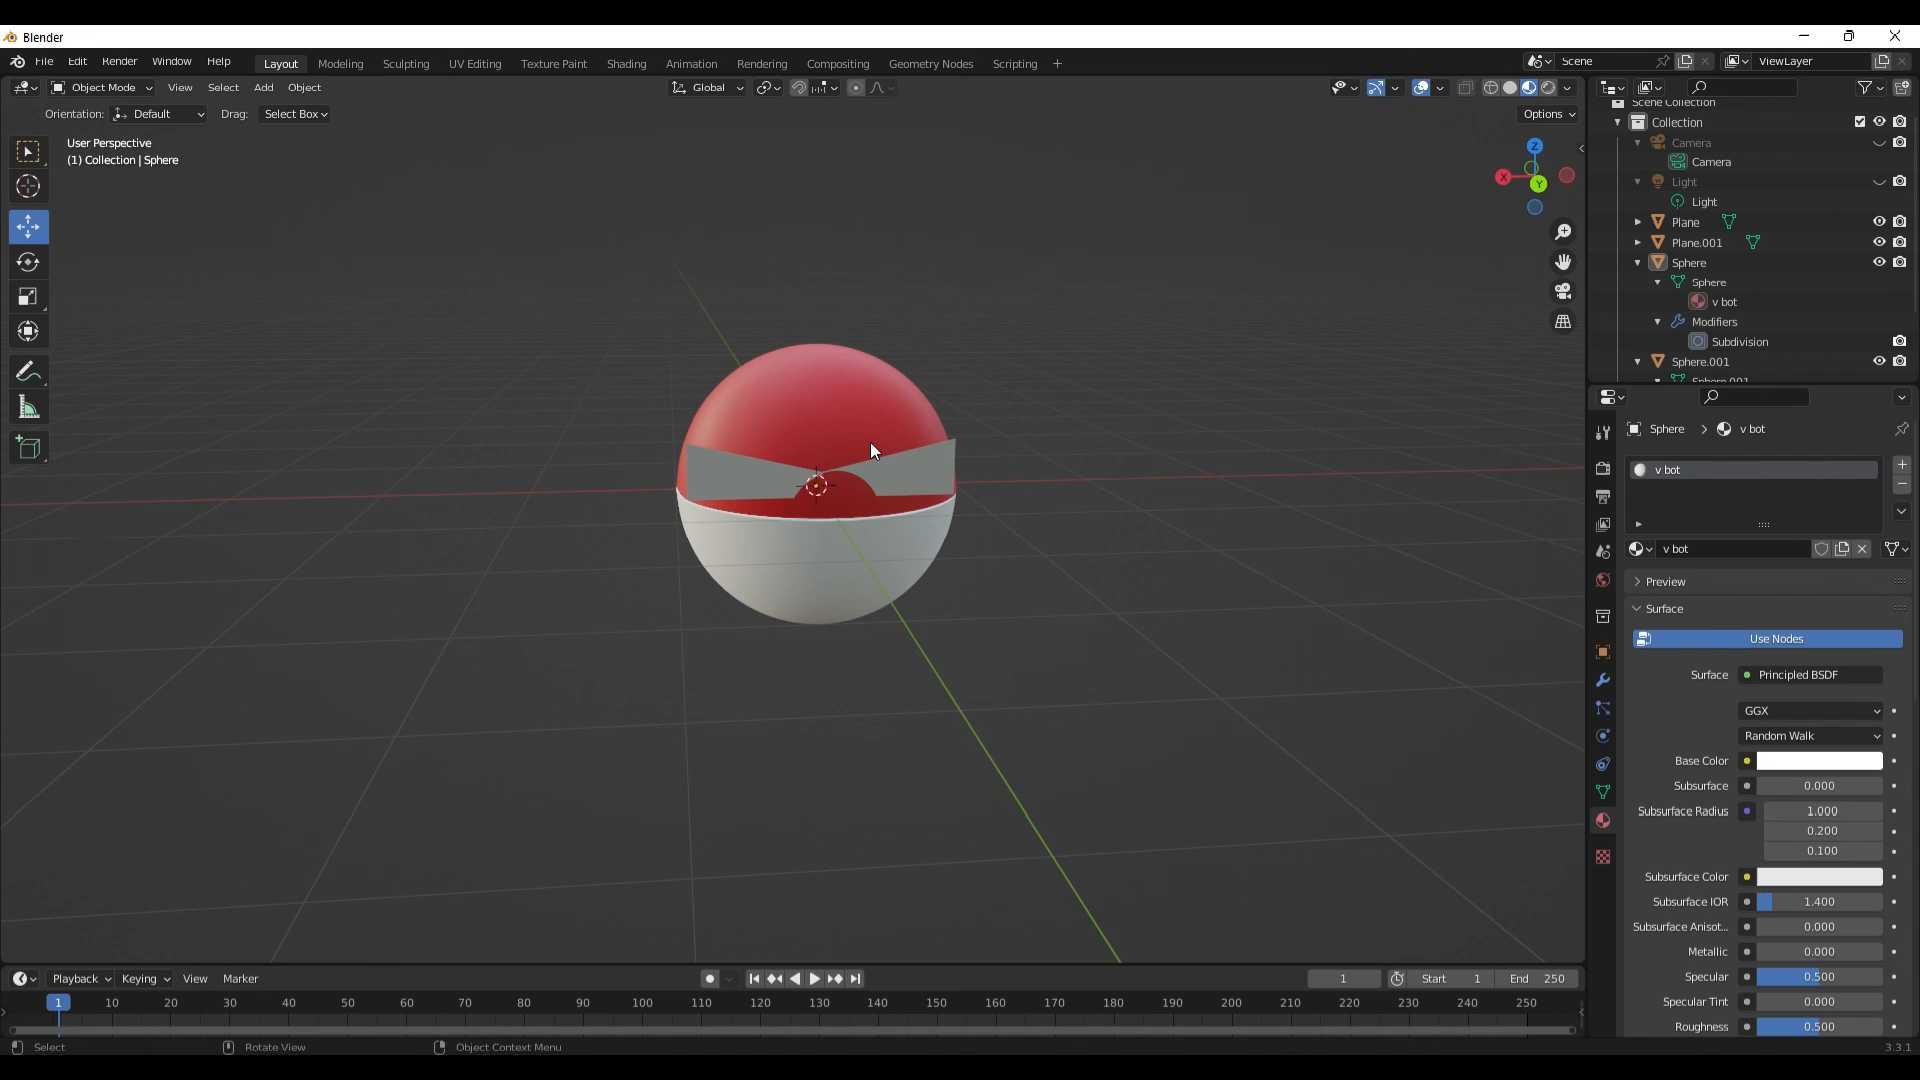 Blender
File Edit Render Window Help
Layout Modeling Sculpting UV Editing Texture Paint Shading Animation Rendering Compositing Geometry Nodes Scripting +
Scene
ViewLayer
Object Mode View Select Add Object
Global
Orientation: Default Drag: Select Box
Options
User Perspective
(1) Collection | Sphere
Z
X
Y
Scene Collection
Collection
Camera
Camera
Light
Light
Plane
Plane.001
Sphere
Sphere
v bot
Modifiers
Subdivision
Sphere.001
Sphere.001
Sphere > v bot
v bot
v bot
Preview
Surface
Use Nodes
Surface Principled BSDF
GGX
Random Walk
Base Color
Subsurface 0.000
Subsurface Radius 1.000
0.200
0.100
Subsurface Color
Subsurface IOR 1.400
Subsurface Anisot... 0.000
Metallic 0.000
Specular 0.500
Specular Tint 0.000
Roughness 0.500
Playback Keying View Marker
1 Start 1 End 250
1 10 20 30 40 50 60 70 80 90 100 110 120 130 140 150 160 170 180 190 200 210 220 230 240 250
Select Rotate View Object Context Menu
3.3.1